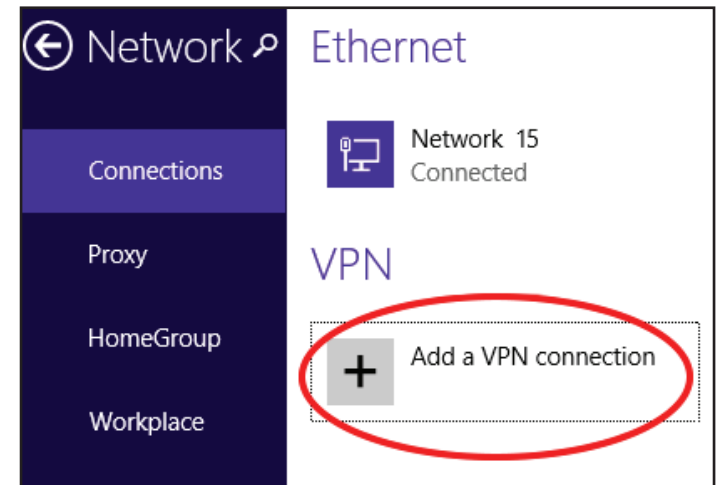 Network
Connections
Proxy
HomeGroup
Workplace
Ethernet
Network 15
Connected
VPN
Add a VPN connection